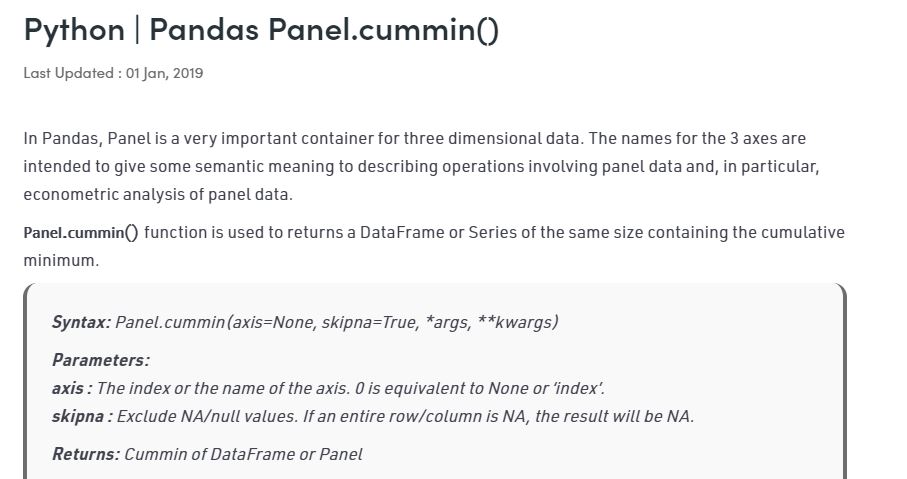 Python | Pandas Panel.cummin()
Last Updated : 01 Jan, 2019
In Pandas, Panel is a very important container for three dimensional data. The names for the 3 axes are
intended to give some semantic meaning to describing operations involving panel data and, in particular,
econometric analysis of panel data.
Panel.cummin() function is used to returns a DataFrame or Series of the same size containing the cumulative
minimum.
Syntax: Panel.cummin(axis=None, skipna=True, *args, **kwargs)
Parameters:
axis : The index or the name of the axis. 0 is equivalent to None or ‘index’.
skipna : Exclude NA/null values. If an entire row/column is NA, the result will be NA.
Returns: Cummin of DataFrame or Panel